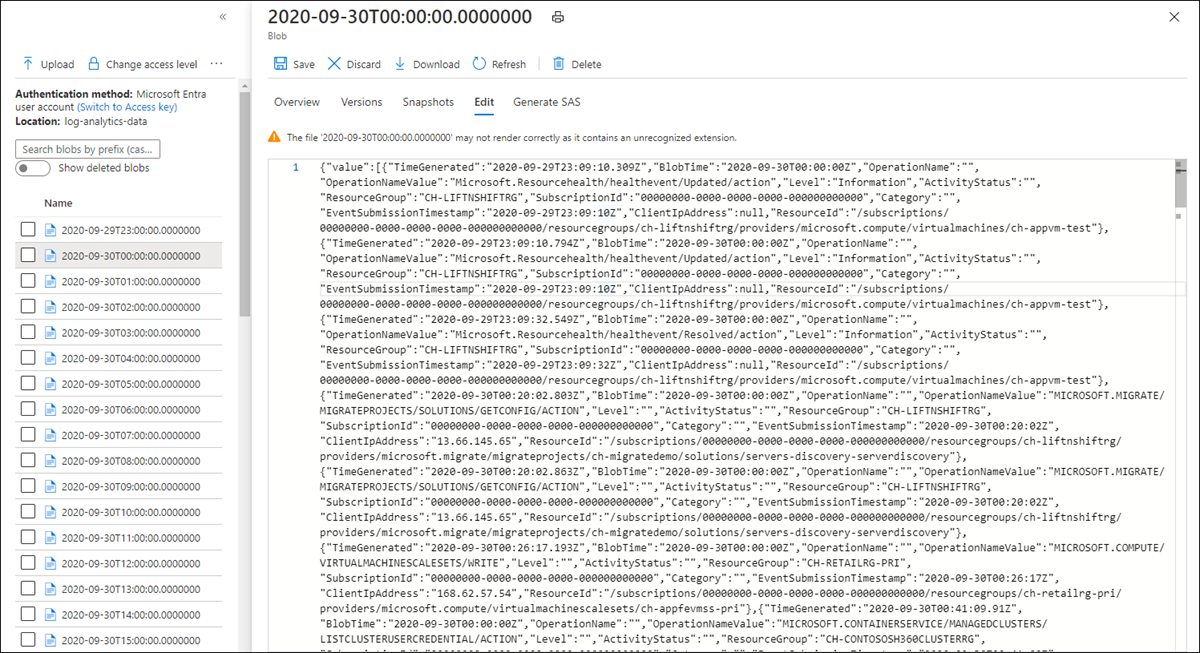 «
Upload Change access level ...
Authentication method: Microsoft Entra
user account (Switch to Access key)
Location: log-analytics-data
Search blobs by prefix (cas...
Show deleted blobs
Name
2020-09-29T23:00:00.0000000
2020-09-30T00:00:00.0000000
2020-09-30T01:00:00.0000000
2020-09-30T02:00:00.0000000
2020-09-30T03:00:00.0000000
2020-09-30T04:00:00.0000000
2020-09-30T05:00:00.0000000
2020-09-30T06:00:00.0000000
2020-09-30T07:00:00.0000000
2020-09-30T08:00:00.0000000
2020-09-30T09:00:00.0000000
2020-09-30T10:00:00.0000000
2020-09-30T11:00:00.0000000
2020-09-30T12:00:00.0000000
2020-09-30T13:00:00.0000000
2020-09-30T14:00:00.0000000
2020-09-30T15:00:00.0000000
2020-09-30T00:00:00.0000000
Blob
Save Discard Download Refresh Delete
Overview Versions Snapshots Edit Generate SAS
The file '2020-09-30T00:00:00.0000000' may not render correctly as it contains an unrecognized extension.
1 {"value":[{"TimeGenerated":"2020-09-29T23:09:10.309Z","BlobTime":"2020-09-30T00:00:00Z","OperationName":"",
"OperationNameValue":"Microsoft.Resourcehealth/healthevent/Updated/action","Level":"Information","ActivityStatus":"",
"ResourceGroup":"CH-LIFTNSHIFTRG","SubscriptionId":"00000000-0000-0000-0000-000000000000","Category":"",
"EventSubmissionTimestamp":"2020-09-29T23:09:10Z","ClientIpAddress":null,"ResourceId":"/subscriptions/
00000000-0000-0000-0000-000000000000/resourcegroups/ch-liftnshiftrg/providers/microsoft.compute/virtualmachines/ch-appvm-test"},
{"TimeGenerated":"2020-09-29T23:09:10.794Z","BlobTime":"2020-09-30T00:00:00Z","OperationName":"",
"OperationNameValue":"Microsoft.Resourcehealth/healthevent/Updated/action","Level":"Information","ActivityStatus":"",
"ResourceGroup":"CH-LIFTNSHIFTRG","SubscriptionId":"00000000-0000-0000-0000-000000000000","Category":"",
"EventSubmissionTimestamp":"2020-09-29T23:09:10Z","ClientIpAddress":null,"ResourceId":"/subscriptions/
00000000-0000-0000-0000-000000000000/resourcegroups/ch-liftnshiftrg/providers/microsoft.compute/virtualmachines/ch-appvm-test"},
{"TimeGenerated":"2020-09-29T23:09:32.549Z","BlobTime":"2020-09-30T00:00:00Z","OperationName":"",
"OperationNameValue":"Microsoft.Resourcehealth/healthevent/Resolved/action","Level":"Information","ActivityStatus":"",
"ResourceGroup":"CH-LIFTNSHIFTRG","SubscriptionId":"00000000-0000-0000-0000-000000000000","Category":"",
"EventSubmissionTimestamp":"2020-09-29T23:09:32Z","ClientIpAddress":null,"ResourceId":"/subscriptions/
00000000-0000-0000-0000-000000000000/resourcegroups/ch-liftnshiftrg/providers/microsoft.compute/virtualmachines/ch-appvm-test"},
{"TimeGenerated":"2020-09-30T00:20:02.803Z","BlobTime":"2020-09-30T00:00:00Z","OperationName":"","OperationNameValue":"MICROSOFT.MIGRATE/
MIGRATEPROJECTS/SOLUTIONS/GETCONFIG/ACTION","Level":"","ActivityStatus":"","ResourceGroup":"CH-LIFTNSHIFTRG",
"SubscriptionId":"00000000-0000-0000-0000-000000000000","Category":"","EventSubmissionTimestamp":"2020-09-30T00:20:02Z",
"ClientIpAddress":"13.66.145.65","ResourceId":"/subscriptions/00000000-0000-0000-0000-000000000000/resourcegroups/ch-liftnshiftrg/
providers/microsoft.migrate/migrateprojects/ch-migratedemo/solutions/servers-discovery-serverdiscovery"},
{"TimeGenerated":"2020-09-30T00:20:02.863Z","BlobTime":"2020-09-30T00:00:00Z","OperationName":"","OperationNameValue":"MICROSOFT.MIGRATE/
MIGRATEPROJECTS/SOLUTIONS/GETCONFIG/ACTION","Level":"","ActivityStatus":"","ResourceGroup":"CH-LIFTNSHIFTRG",
"SubscriptionId":"00000000-0000-0000-0000-000000000000","Category":"","EventSubmissionTimestamp":"2020-09-30T00:20:02Z",
"ClientIpAddress":"13.66.145.65","ResourceId":"/subscriptions/00000000-0000-0000-0000-000000000000/resourcegroups/ch-liftnshiftrg/
providers/microsoft.migrate/migrateprojects/ch-migratedemo/solutions/servers-discovery-serverdiscovery"},
{"TimeGenerated":"2020-09-30T00:26:17.193Z","BlobTime":"2020-09-30T00:00:00Z","OperationName":"","OperationNameValue":"MICROSOFT.COMPUTE/
VIRTUALMACHINESCALESETS/WRITE","Level":"","ActivityStatus":"","ResourceGroup":"CH-RETAILRG-PRI",
"SubscriptionId":"00000000-0000-0000-0000-000000000000","Category":"","EventSubmissionTimestamp":"2020-09-30T00:26:17Z",
"ClientIpAddress":"168.62.57.54","ResourceId":"/subscriptions/00000000-0000-0000-0000-000000000000/resourcegroups/ch-retailrg-pri/
providers/microsoft.compute/virtualmachinescalesets/ch-appfevmss-pri"},{"TimeGenerated":"2020-09-30T00:41:09.91Z",
"BlobTime":"2020-09-30T00:00:00Z","OperationName":"","OperationNameValue":"MICROSOFT.CONTAINERSERVICE/MANAGEDCLUSTERS/
LISTCLUSTERUSERCREDENTIAL/ACTION","Level":"","ActivityStatus":"","ResourceGroup":"CH-CONTOSOSH360CLUSTERRG",